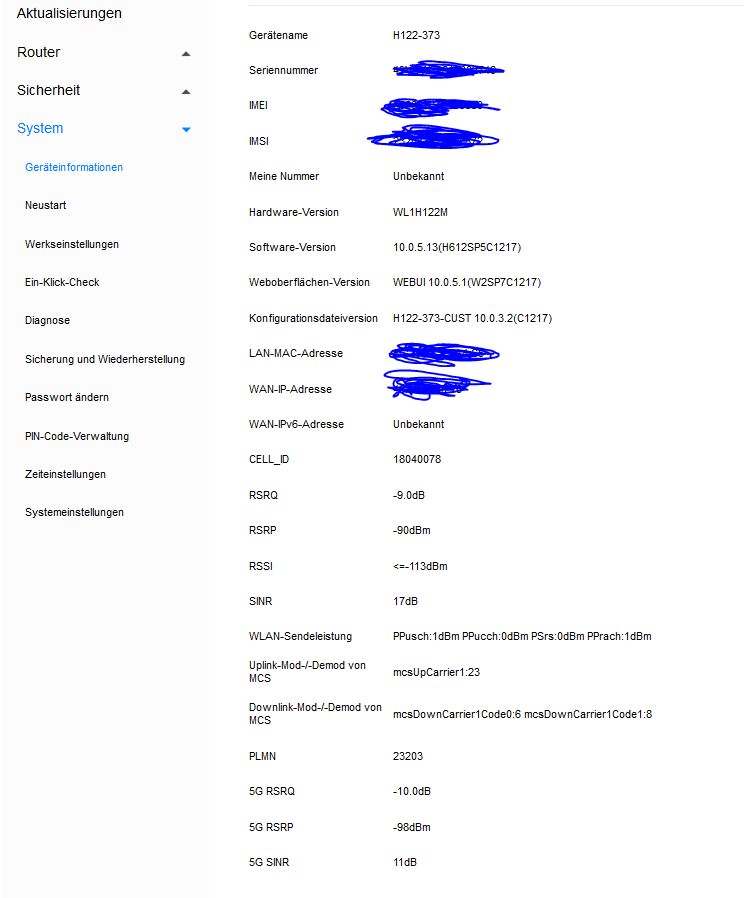 Aktualisierungen
Router
Sicherheit
System
Geräteinformationen
Neustart
Werkseinstellungen
Ein-Klick-Check
Diagnose
Sicherung und Wiederherstellung
Passwort ändern
PIN-Code-Verwaltung
Zeiteinstellungen
Systemeinstellungen
Gerätename H122-373
Seriennummer
IMEI
IMSI
Meine Nummer Unbekannt
Hardware-Version WL1H122M
Software-Version 10.0.5.13(H612SP5C1217)
Weboberflächen-Version WEBUI 10.0.5.1(W2SP7C1217)
Konfigurationsdateiversion H122-373-CUST 10.0.3.2(C1217)
LAN-MAC-Adresse
WAN-IP-Adresse
WAN-IPv6-Adresse Unbekannt
CELL_ID 18040078
RSRQ -9.0dB
RSRP -90dBm
RSSI <=-113dBm
SINR 17dB
WLAN-Sendeleistung PPusch:1dBm PPucch:0dBm PSrs:0dBm PPrach:1dBm
Uplink-Mod-/-Demod von
MCS mcsUpCarrier1:23
Downlink-Mod-/-Demod von
MCS mcsDownCarrier1Code0:6 mcsDownCarrier1Code1:8
PLMN 23203
5G RSRQ -10.0dB
5G RSRP -98dBm
5G SINR 11dB